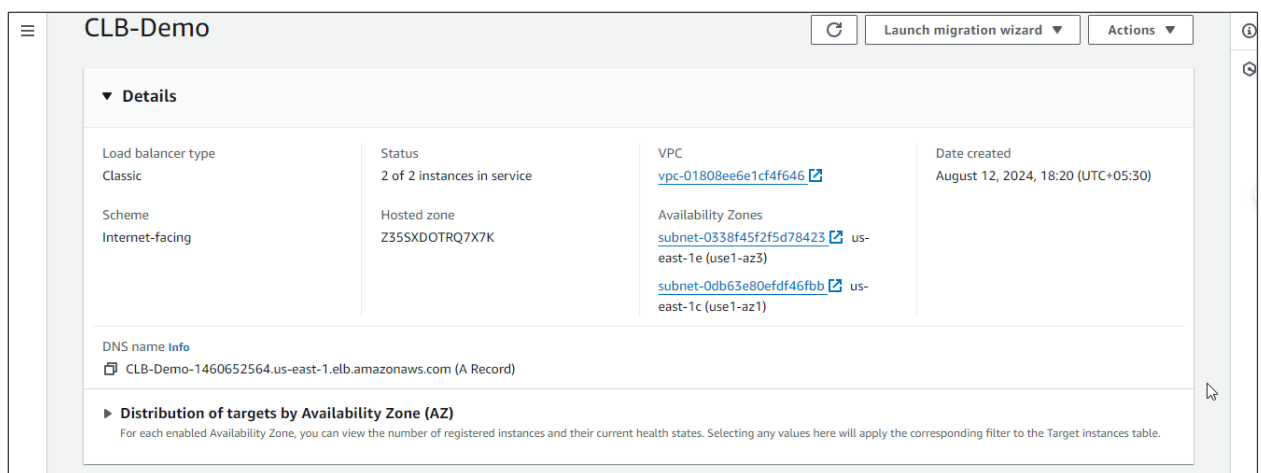 CLB-Demo
Launch migration wizard
Actions
Details
Load balancer type
Classic
Status
2 of 2 instances in service
VPC
vpc-01808ee6e1cf4f646
Date created
August 12, 2024, 18:20 (UTC+05:30)
Scheme
Internet-facing
Hosted zone
Z35SXDOTRQ7X7K
Availability Zones
subnet-0338f45f2f5d78423 us-
east-1e (use1-az3)
subnet-0db63e80efdf46fbb us-
east-1c (use1-az1)
DNS name Info
CLB-Demo-1460652564.us-east-1.elb.amazonaws.com (A Record)
Distribution of targets by Availability Zone (AZ)
For each enabled Availability Zone, you can view the number of registered instances and their current health states. Selecting any values here will apply the corresponding filter to the Target instances table.